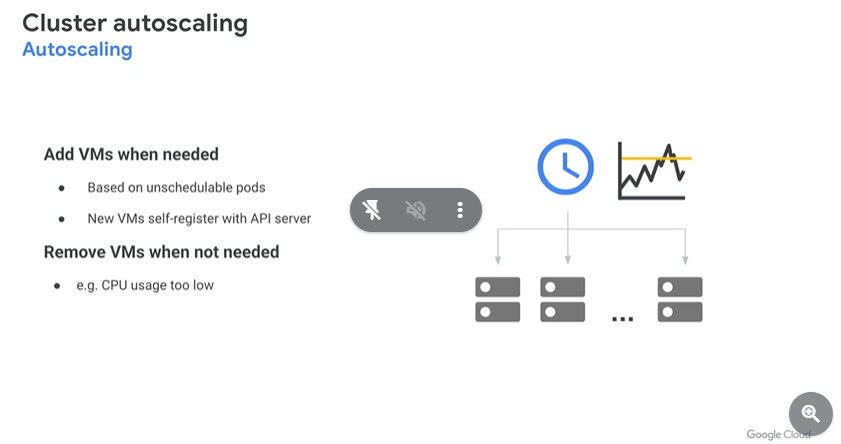 Cluster autoscaling
Autoscaling
Add VMs when needed
Based on unschedulable pods
New VMs self-register with API server
Remove VMs when not needed
e.g. CPU usage too low
...
Google Cloud